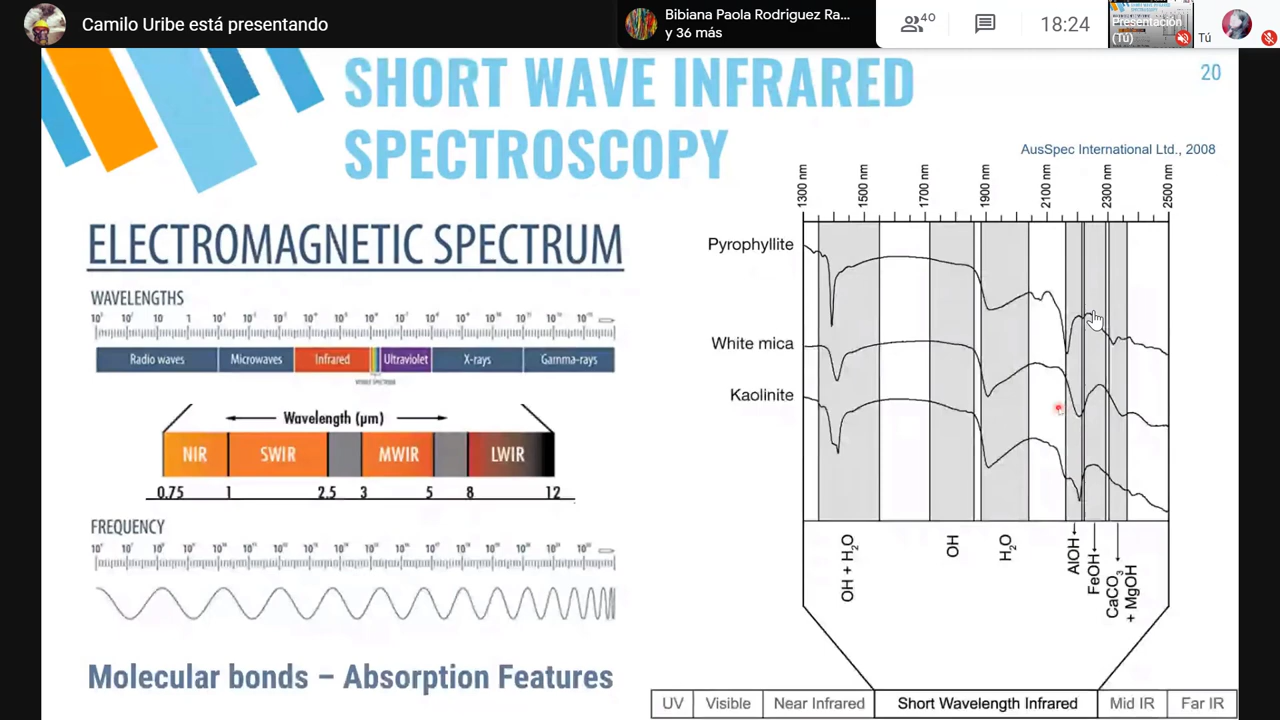 Camilo Uribe está presentando
Bibiana Paola Rodriguez Ra...
y 36 más
40
18:24
Presentación
(Tú)
Tú
SHORT WAVE INFRARED
SPECTROSCOPY
20
AusSpec International Ltd., 2008
ELECTROMAGNETIC SPECTRUM
WAVELENGTHS
Radio waves Microwaves Infrared Ultraviolet X-rays Gamma-rays
Wavelength (µm)
NIR SWIR MWIR LWIR
0.75 1 2.5 3 5 8 12
FREQUENCY
Molecular bonds – Absorption Features
1300 nm 1500 nm 1700 nm 1900 nm 2100 nm 2300 nm 2500 nm
Pyrophyllite
White mica
Kaolinite
OH + H₂O
OH
H₂O
AlOH
FeOH
CaCO₃
+ MgOH
UV Visible Near Infrared Short Wavelength Infrared Mid IR Far IR